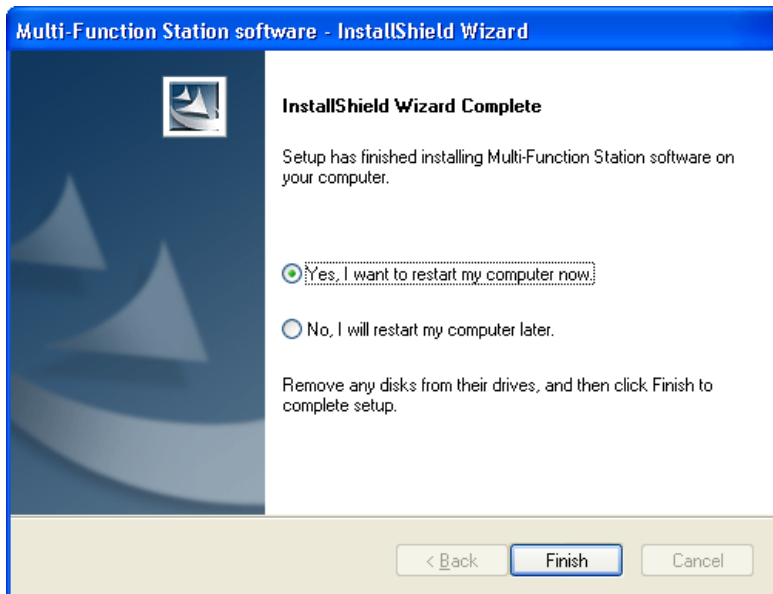 Multi-Function Station software - InstallShield Wizard
InstallShield Wizard Complete
Setup has finished installing Multi-Function Station software on
your computer.
Yes, I want to restart my computer now.
No, I will restart my computer later.
Remove any disks from their drives, and then click Finish to
complete setup.
< Back Finish Cancel